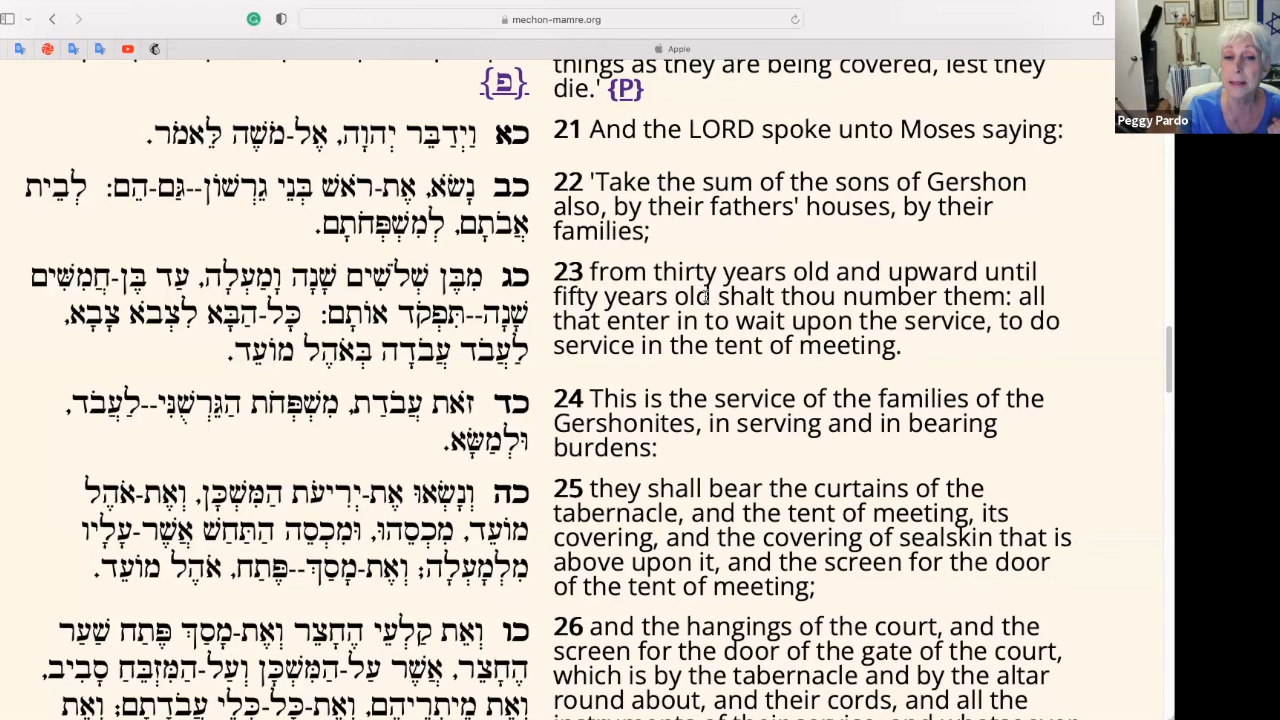 mechon-mamre.org
Apple
Peggy Pardo
{פ}
things as they are being covered, lest they
die.' {P}
כא וַיְדַבֵּר יְהוָה, אֶל-מֹשֶׁה לֵּאמֹר.
21 And the LORD spoke unto Moses saying:
כב נָשֹׂא, אֶת-רֹאשׁ בְּנֵי גֵרְשׁוֹן--גַּם-הֵם: לְבֵית
אֲבֹתָם, לְמִשְׁפְּחֹתָם.
22 'Take the sum of the sons of Gershon
also, by their fathers' houses, by their
families;
כג מִבֶּן שְׁלֹשִׁים שָׁנָה וָמַעְלָה, עַד בֶּן-חֲמִשִּׁים
שָׁנָה--תִּפְקֹד אוֹתָם: כָּל-הַבָּא לִצְבֹא צָבָא,
לַעֲבֹד עֲבֹדָה בְּאֹהֶל מוֹעֵד.
23 from thirty years old and upward until
fifty years old shalt thou number them: all
that enter in to wait upon the service, to do
service in the tent of meeting.
כד זֹאת עֲבֹדַת, מִשְׁפְּחֹת הַגֵּרְשֻׁנִּי--לַעֲבֹד,
וּלְמַשָּׂא.
24 This is the service of the families of the
Gershonites, in serving and in bearing
burdens:
כה וְנָשְׂאוּ אֶת-יְרִיעֹת הַמִּשְׁכָּן, וְאֶת-אֹהֶל
מוֹעֵד, מִכְסֵהוּ, וּמִכְסֵה הַתַּחַשׁ אֲשֶׁר-עָלָיו
מִלְמָעְלָה; וְאֶת-מָסַךְ--פֶּתַח, אֹהֶל מוֹעֵד.
25 they shall bear the curtains of the
tabernacle, and the tent of meeting, its
covering, and the covering of sealskin that is
above upon it, and the screen for the door
of the tent of meeting;
כו וְאֵת קַלְעֵי הֶחָצֵר וְאֶת-מָסַךְ פֶּתַח שַׁעַר
הֶחָצֵר, אֲשֶׁר עַל-הַמִּשְׁכָּן וְעַל-הַמִּזְבֵּחַ סָבִיב,
וְאֵת מֵיתְרֵיהֶם, וְאֶת-כָּל-כְּלֵי עֲבֹדָתָם; וְאֵת
26 and the hangings of the court, and the
screen for the door of the gate of the court,
which is by the tabernacle and by the altar
round about, and their cords, and all the
instruments of their service, and whatsoever